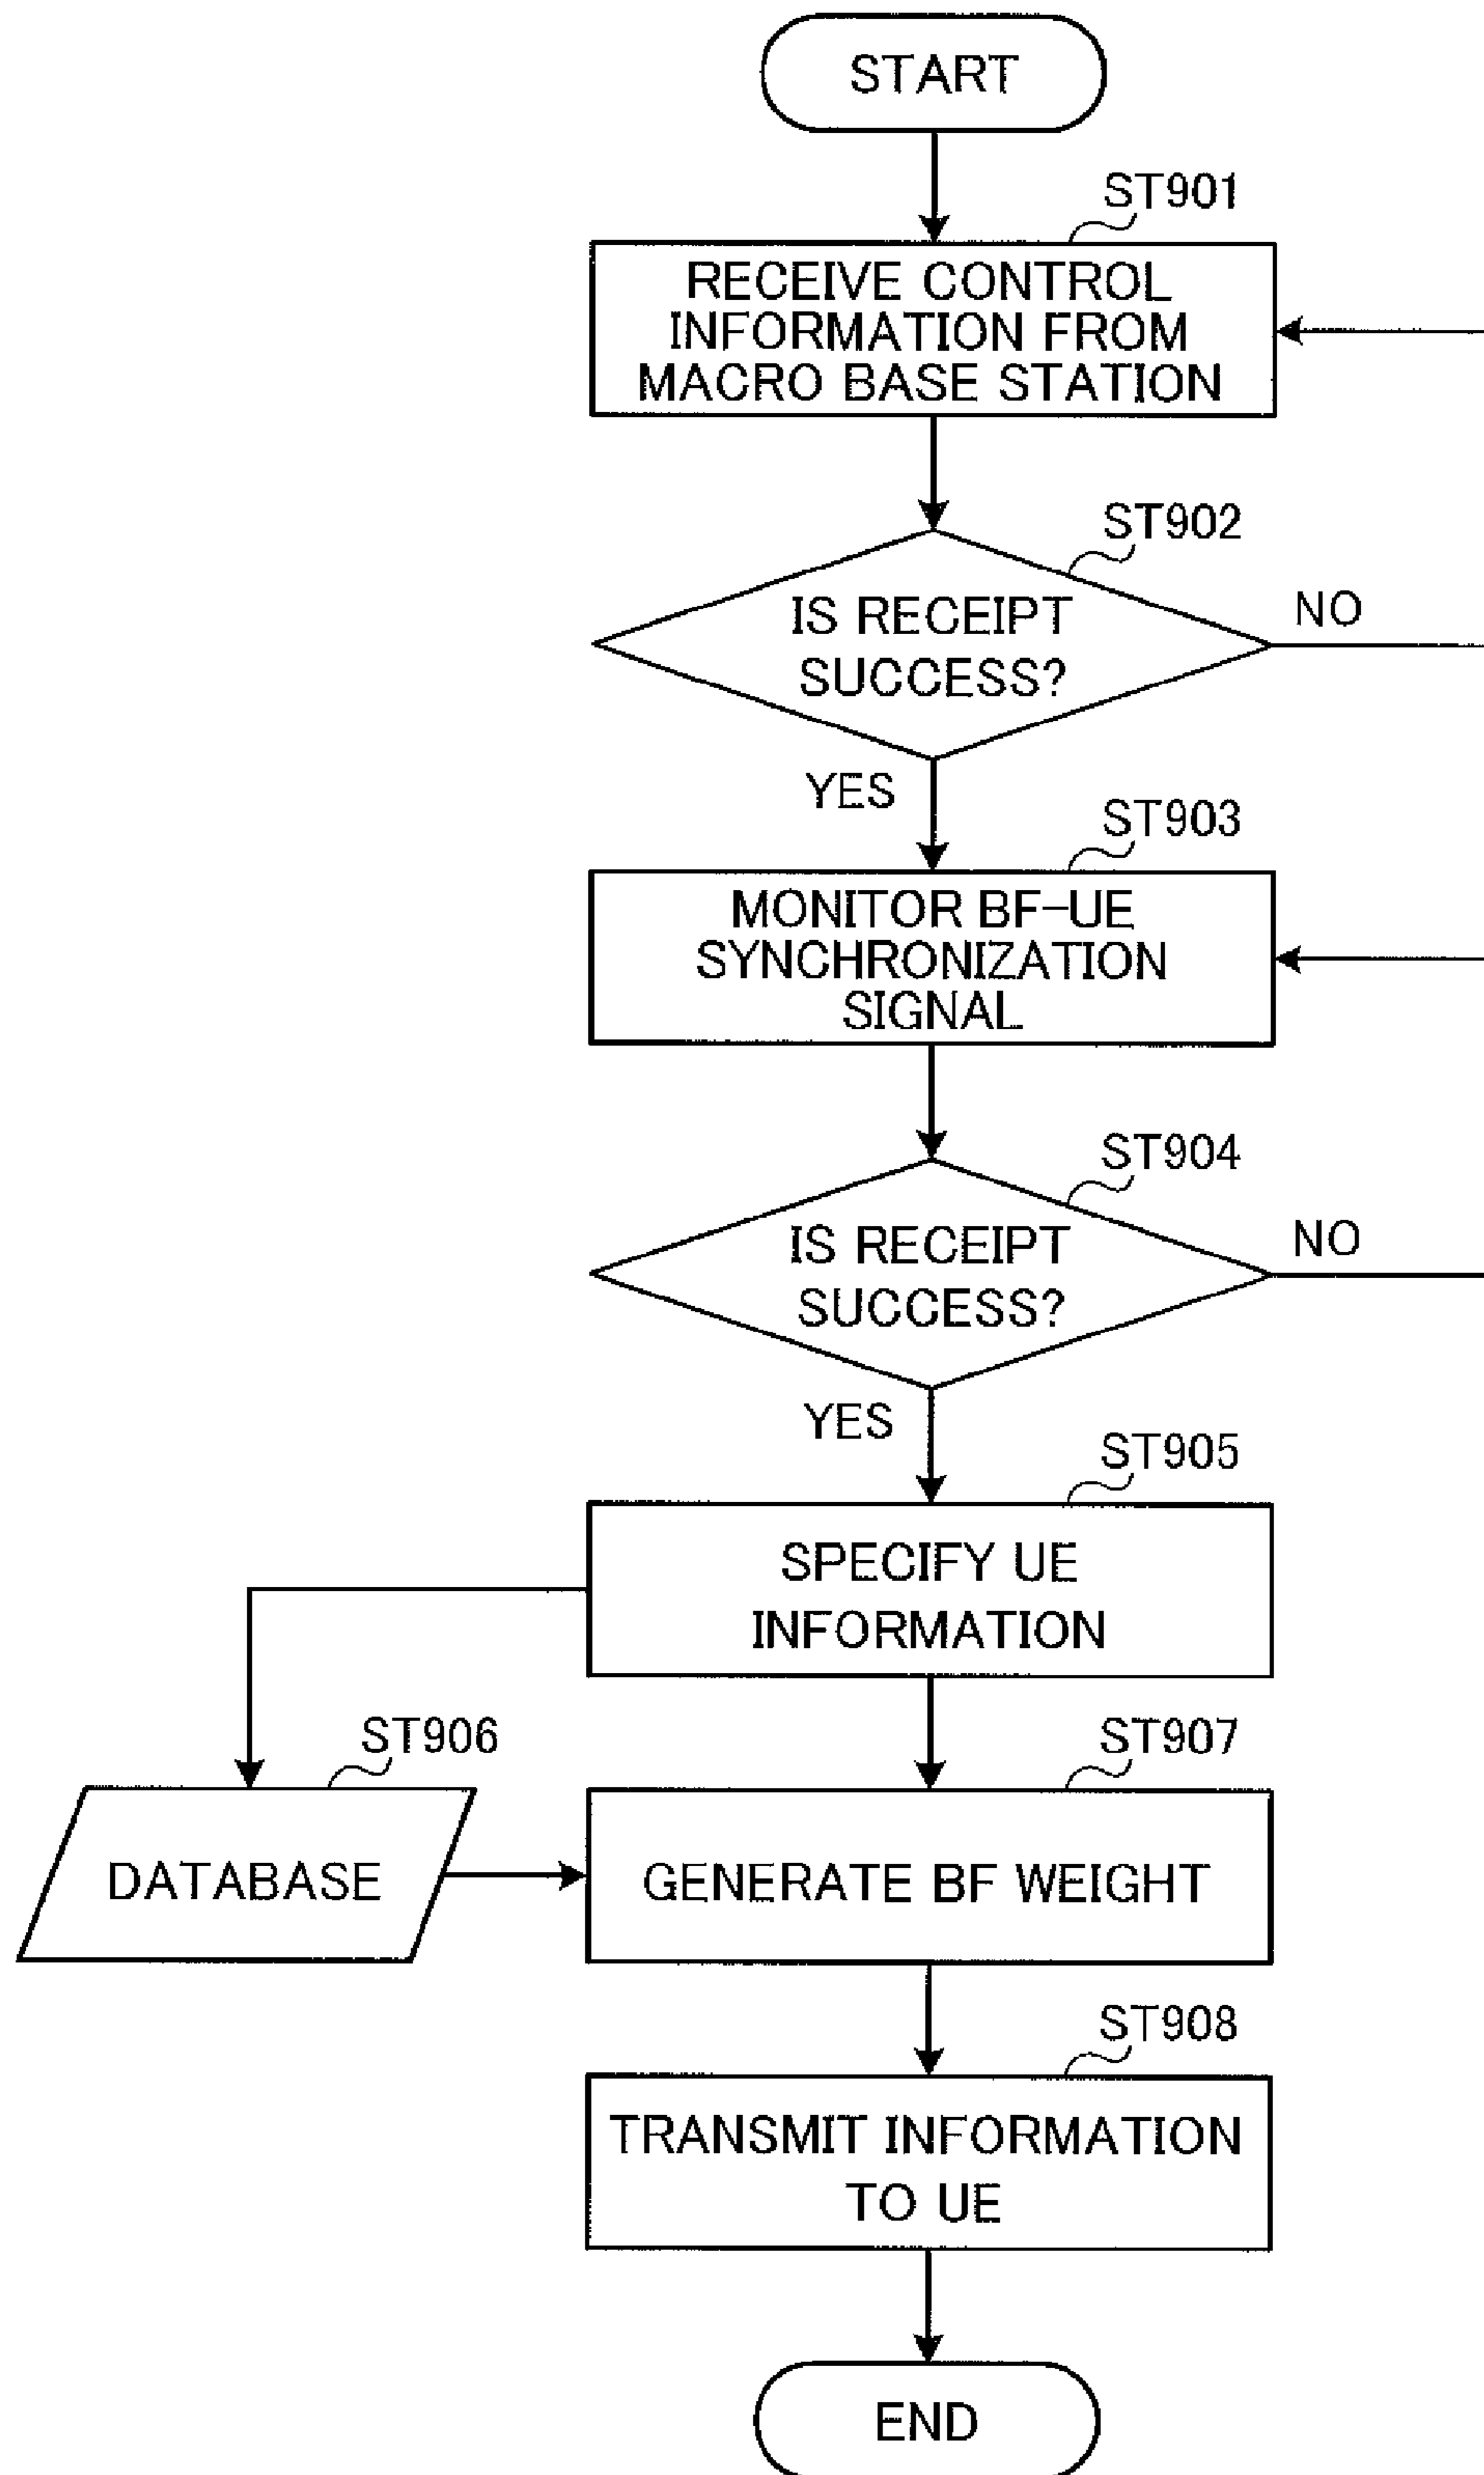 START
ST901
RECEIVE CONTROL
INFORMATION FROM
MACRO BASE STATION
ST902
IS RECEIPT
SUCCESS?
NO
YES
ST903
MONITOR BF-UE
SYNCHRONIZATION
SIGNAL
ST904
IS RECEIPT
SUCCESS?
NO
YES
ST905
SPECIFY UE
INFORMATION
ST906
DATABASE
ST907
GENERATE BF WEIGHT
ST908
TRANSMIT INFORMATION
TO UE
END